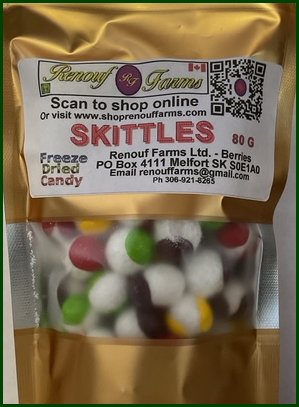 Renouf RF Farms
Scan to shop online
Or visit www.shoprenouffarms.com
SKITTLES 80 G
Freeze
Dried
Candy
Renouf Farms Ltd. - Berries
PO Box 4111 Melfort SK S0E1A0
Email renouffarms@gmail.com
Ph 306-921-8265